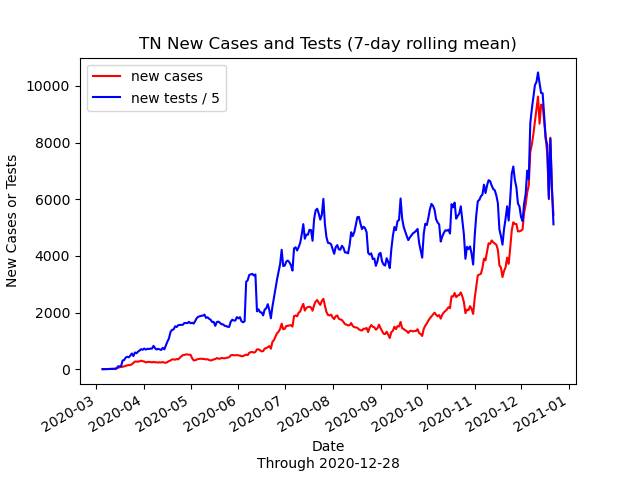 TN New Cases and Tests (7-day rolling mean)
new cases
new tests / 5
New Cases or Tests
10000
8000
6000
4000
2000
0
2020-03
2020-04
2020-05
2020-06
2020-07
2020-08
2020-09
2020-10
2020-11
2020-12
2021-01
Date
Through 2020-12-28